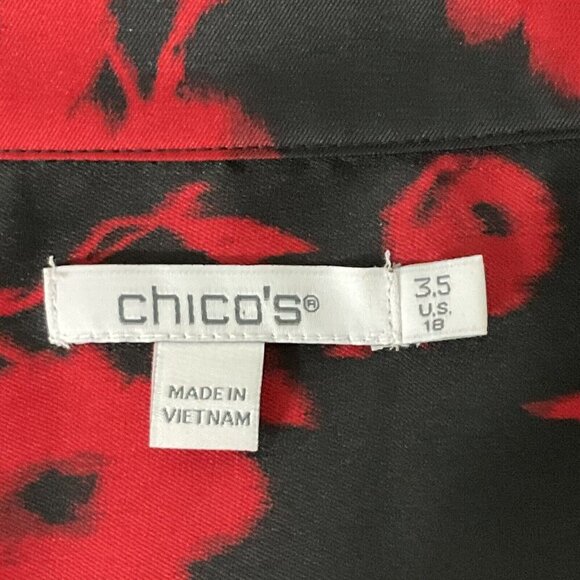 chico's®
3.5
U.S.
18
MADE IN
VIETNAM